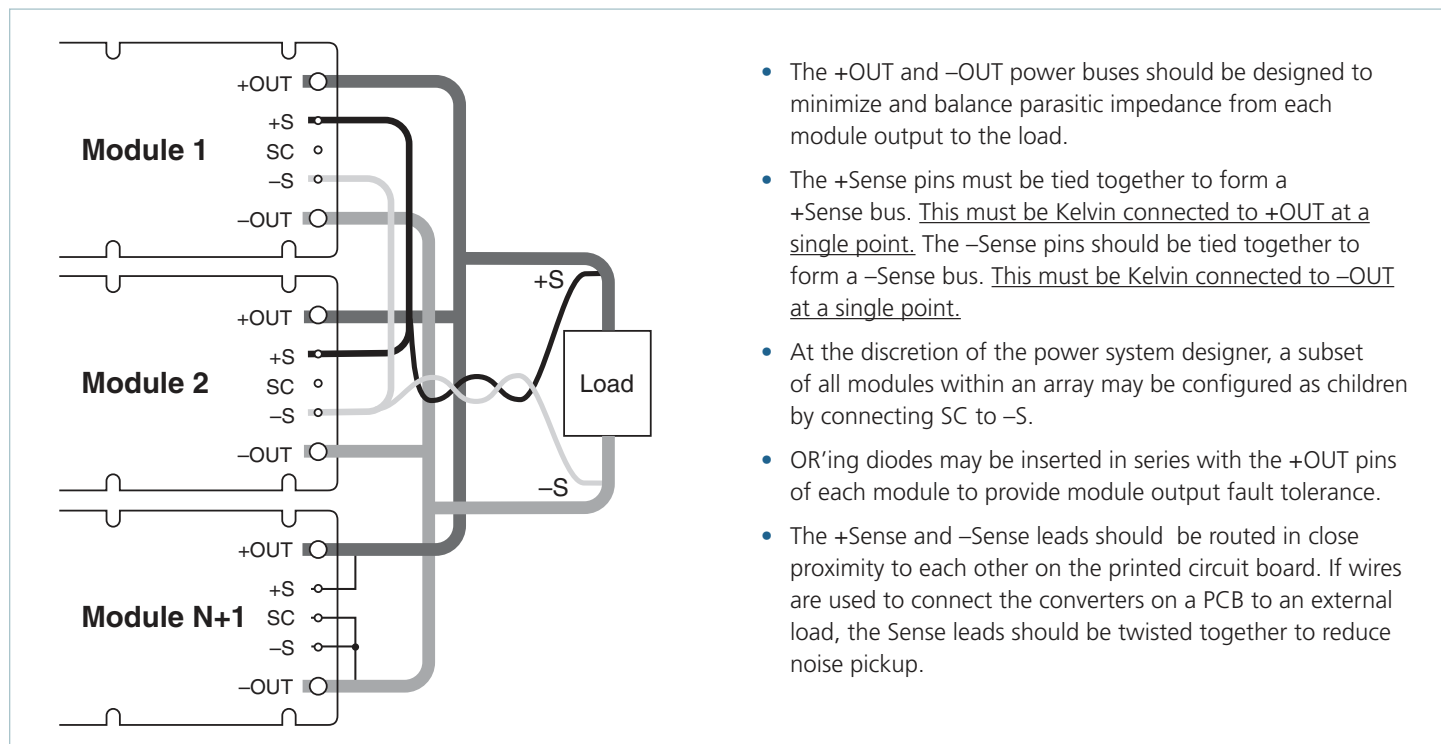 +OUT
+S
Module 1
SC
–S
–OUT
+OUT
+S
Module 2
SC
–S
–OUT
+OUT
+S
Module N+1
SC
–S
–OUT
+S
Load
–S
• The +OUT and –OUT power buses should be designed to
minimize and balance parasitic impedance from each
module output to the load.
• The +Sense pins must be tied together to form a
+Sense bus. This must be Kelvin connected to +OUT at a
single point. The –Sense pins should be tied together to
form a –Sense bus. This must be Kelvin connected to –OUT
at a single point.
• At the discretion of the power system designer, a subset
of all modules within an array may be configured as children
by connecting SC to –S.
• OR'ing diodes may be inserted in series with the +OUT pins
of each module to provide module output fault tolerance.
• The +Sense and –Sense leads should  be routed in close
proximity to each other on the printed circuit board. If wires
are used to connect the converters on a PCB to an external
load, the Sense leads should be twisted together to reduce
noise pickup.